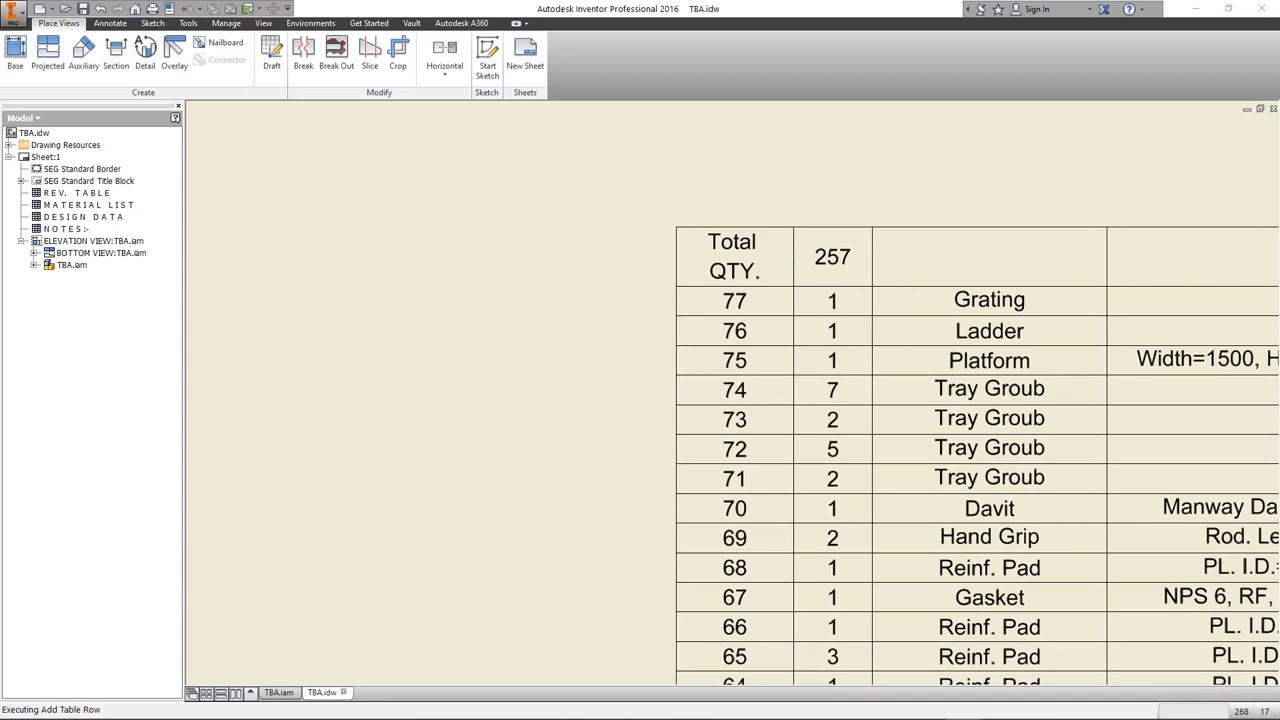 Autodesk Inventor Professional 2016 TBA.idw
Sign In
PRO
Place Views Annotate Sketch Tools Manage View Environments Get Started Vault Autodesk A360
Base Projected Auxiliary Section Detail Overlay
Nailboard
Connector
Draft Break Break Out Slice Crop Horizontal Start Sketch New Sheet
Create Modify Sketch Sheets
Model
TBA.idw
Drawing Resources
Sheet:1
SEG Standard Border
SEG Standard Title Block
REV. TABLE
MATERIAL LIST
DESIGN DATA
NOTES:-
ELEVATION VIEW:TBA.iam
BOTTOM VIEW:TBA.iam
TBA.iam
Total QTY. 257
77 1 Grating
76 1 Ladder
75 1 Platform Width=1500, H
74 7 Tray Groub
73 2 Tray Groub
72 5 Tray Groub
71 2 Tray Groub
70 1 Davit Manway Da
69 2 Hand Grip Rod. Le
68 1 Reinf. Pad PL. I.D.=
67 1 Gasket NPS 6, RF,
66 1 Reinf. Pad PL. I.D.
65 3 Reinf. Pad PL. I.D
64 1 Reinf. Pad PL. I.D
TBA.iam TBA.idw
Executing Add Table Row
268 17